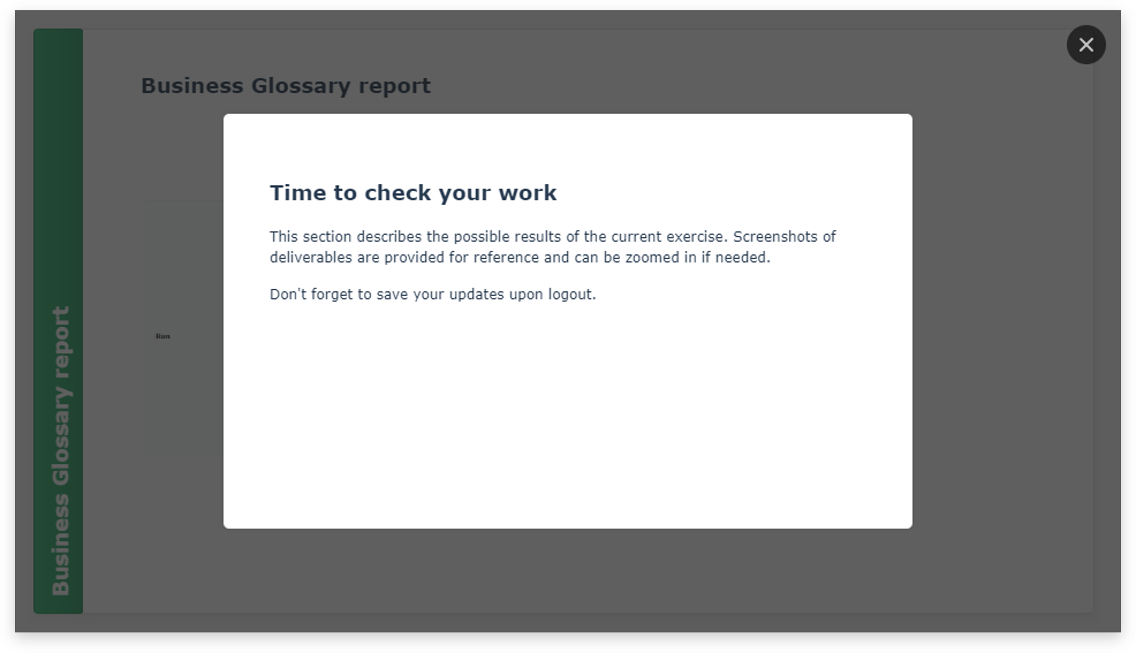 Business Glossary report
Time to check your work
This section describes the possible results of the current exercise. Screenshots of
deliverables are provided for reference and can be zoomed in if needed.
Don't forget to save your updates upon logout.
Run
Business Glossary report